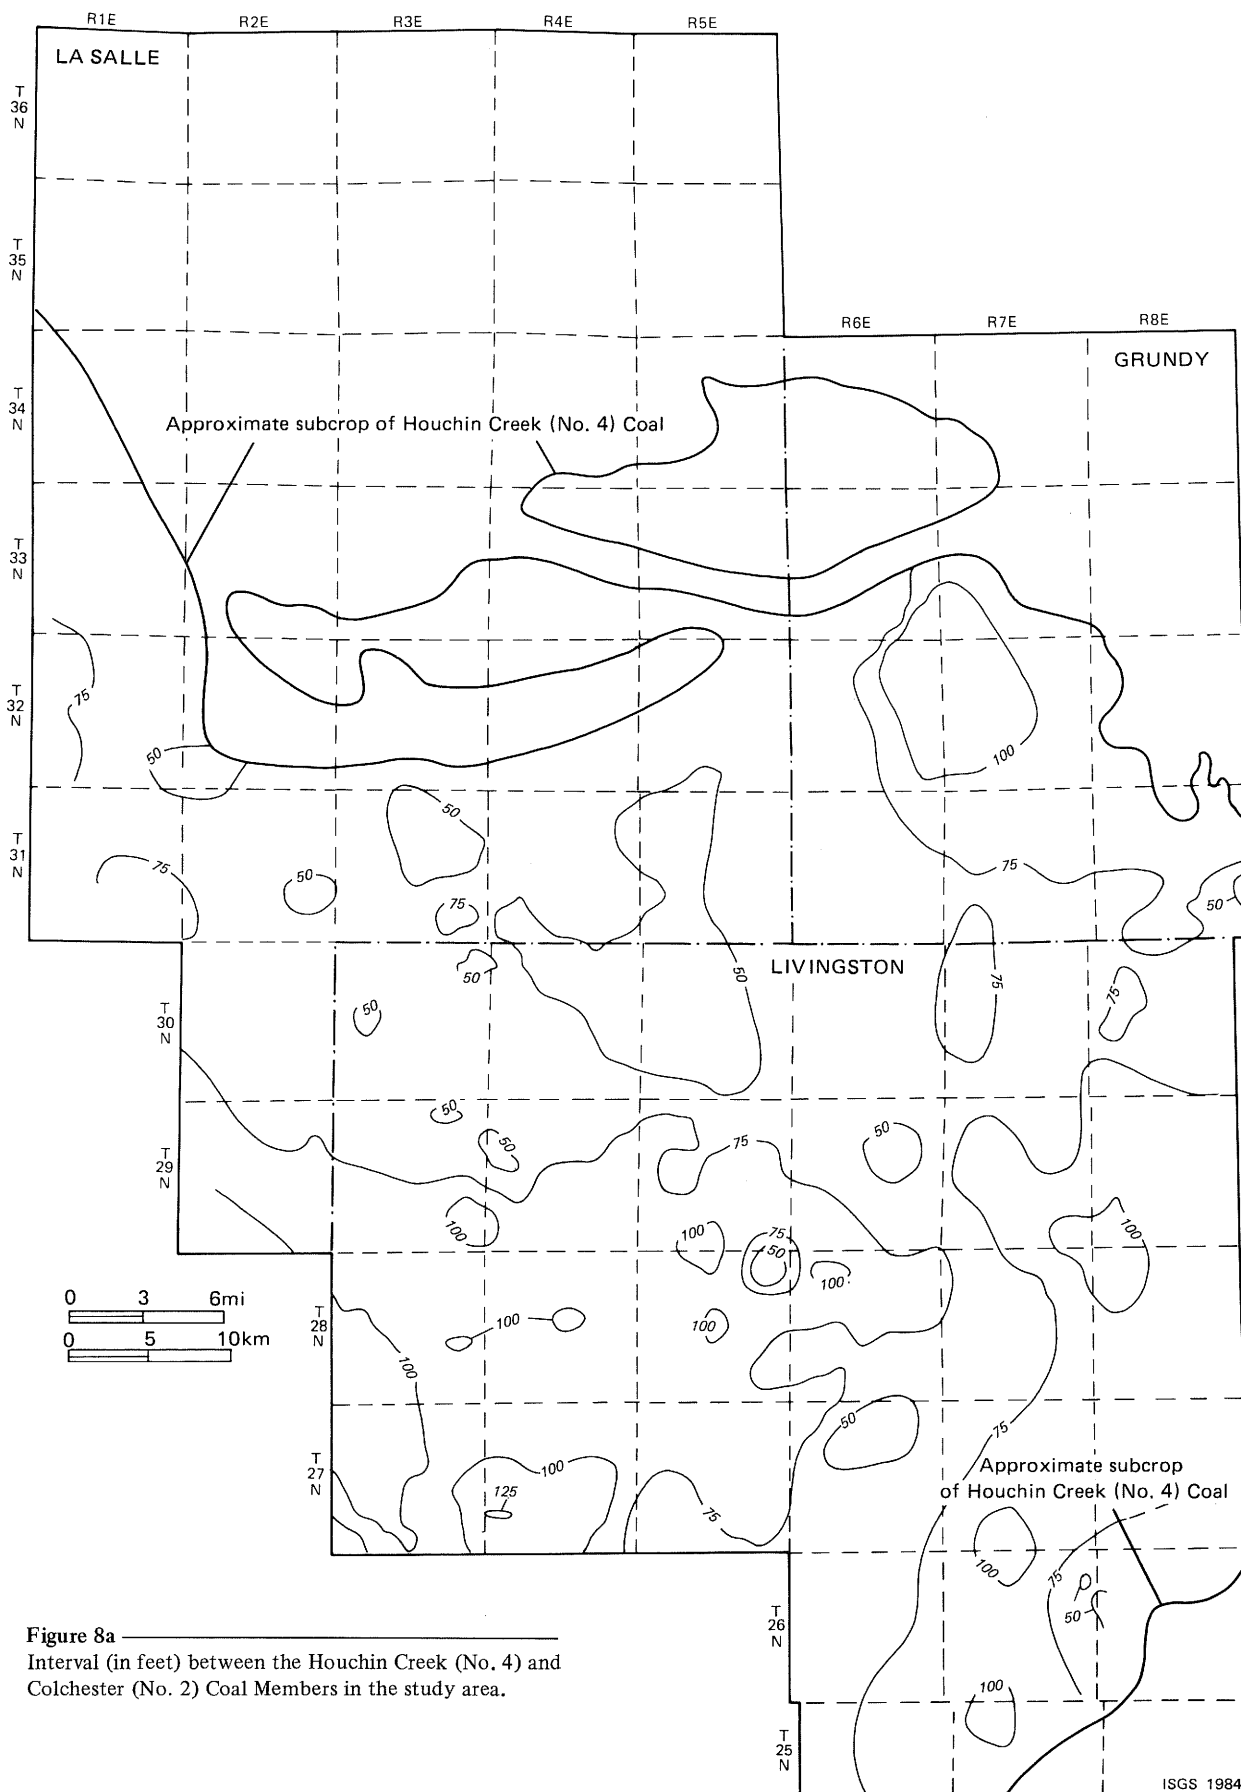 R1E R2E R3E R4E R5E
LA SALLE
T
36
N
T
35
N
R6E R7E R8E
GRUNDY
T
34
N
Approximate subcrop of Houchin Creek (No. 4) Coal
T
33
N
75
T
32
N
50
100
50
T
31
N
75
50
75
75
50
50
LIVINGSTON
50
75
75
T
30
N
50
50
50
75
50
T
29
N
100
100
75
50
100
100
0 3 6mi
0 5 10km
T
28
N
100
100
100
50
75
T
27
N
100
125
75
Approximate subcrop
of Houchin Creek (No. 4) Coal
100
75
50
T
26
N
Figure 8a
Interval (in feet) between the Houchin Creek (No. 4) and
Colchester (No. 2) Coal Members in the study area.
100
T
25
N
ISGS 1984